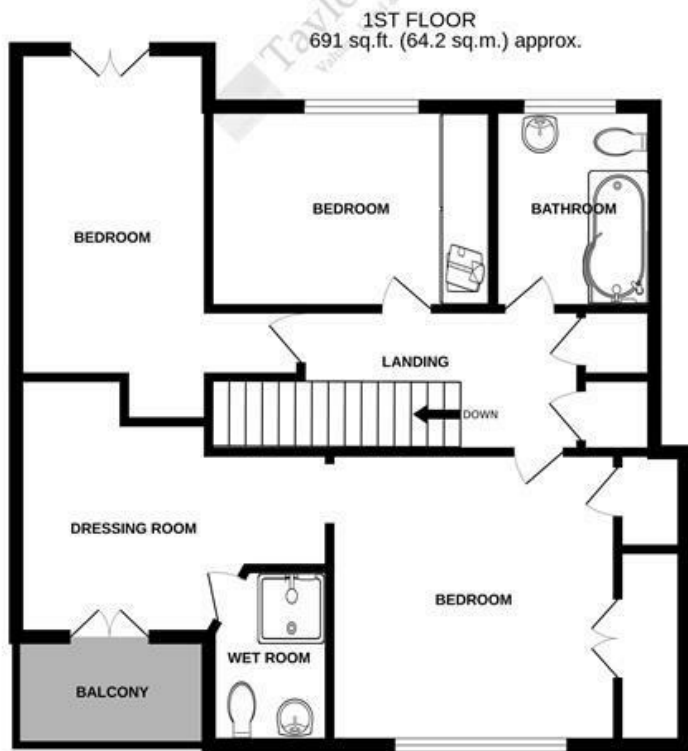 1ST FLOOR
691 sq.ft. (64.2 sq.m.) approx.
BEDROOM
BEDROOM
BATHROOM
LANDING
DOWN
DRESSING ROOM
BEDROOM
WET ROOM
BALCONY